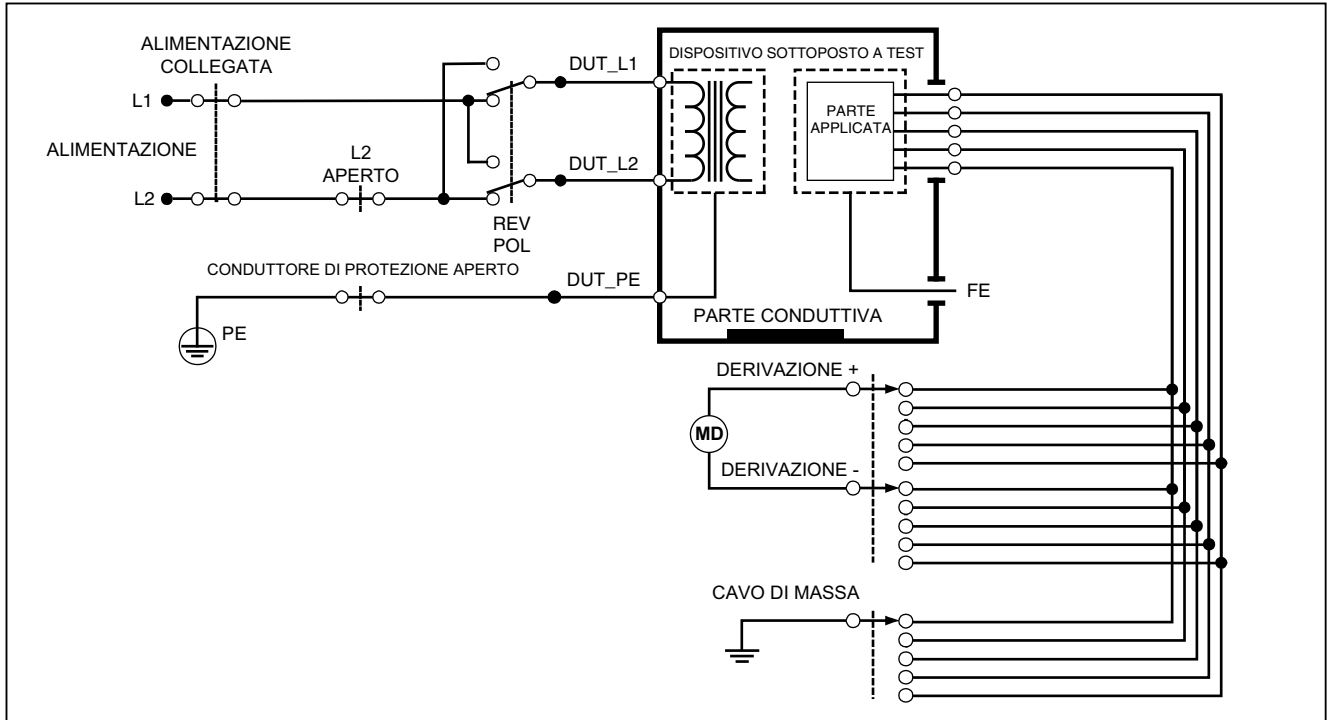 ALIMENTAZIONE
COLLEGATA
L1
ALIMENTAZIONE
L2
APERTO
L2
REV
POL
DUT_L1
DUT_L2
DISPOSITIVO SOTTOPOSTO A TEST
PARTE
APPLICATA
CONDUTTORE DI PROTEZIONE APERTO
DUT_PE
PE
FE
PARTE CONDUTTIVA
DERIVAZIONE +
MD
DERIVAZIONE -
CAVO DI MASSA